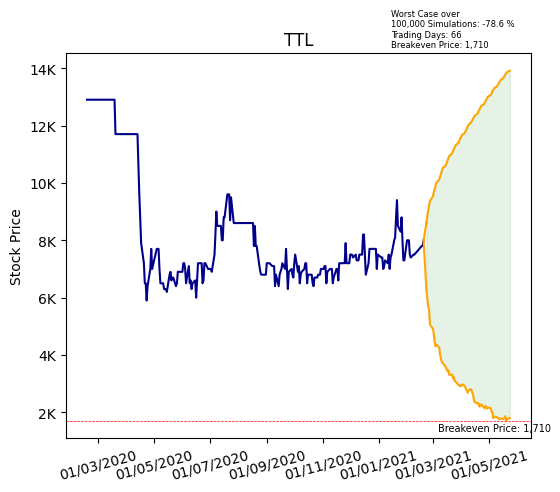 Worst Case over
100,000 Simulations: -78.6 %
Trading Days: 66
Breakeven Price: 1,710
TTL
Stock Price
14K
12K
10K
8K
6K
4K
2K
Breakeven Price: 1,710
01/03/2020
01/05/2020
01/07/2020
01/09/2020
01/11/2020
01/01/2021
01/03/2021
01/05/2021